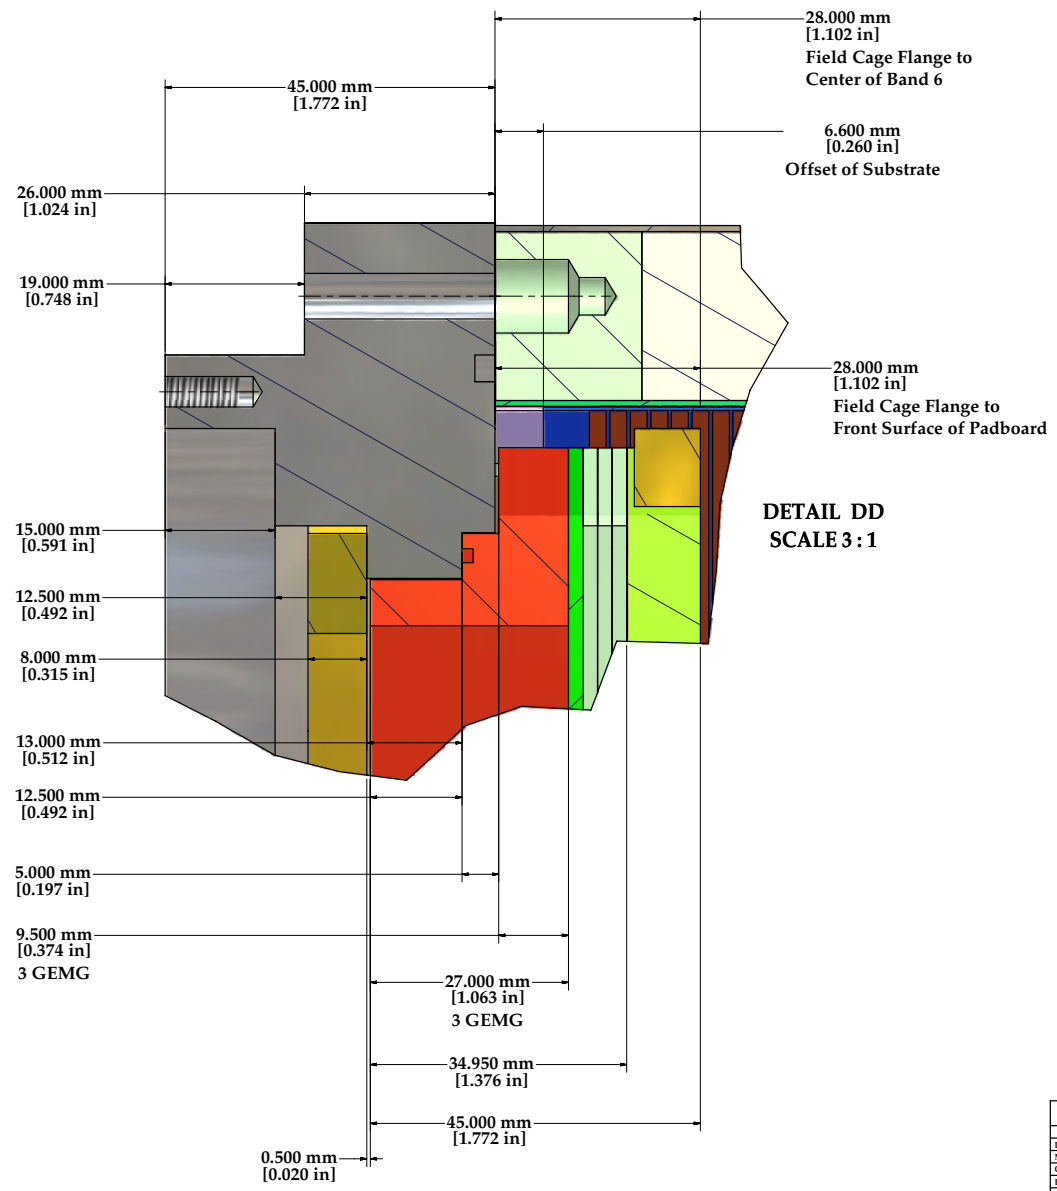 28.000 mm
[1.102 in]
Field Cage Flange to
Center of Band 6
45.000 mm
[1.772 in]
6.600 mm
[0.260 in]
Offset of Substrate
26.000 mm
[1.024 in]
19.000 mm
[0.748 in]
28.000 mm
[1.102 in]
Field Cage Flange to
Front Surface of Padboard
DETAIL DD
SCALE 3 : 1
15.000 mm
[0.591 in]
12.500 mm
[0.492 in]
8.000 mm
[0.315 in]
13.000 mm
[0.512 in]
12.500 mm
[0.492 in]
5.000 mm
[0.197 in]
9.500 mm
[0.374 in]
3 GEMG
27.000 mm
[1.063 in]
3 GEMG
34.950 mm
[1.376 in]
45.000 mm
[1.772 in]
0.500 mm
[0.020 in]